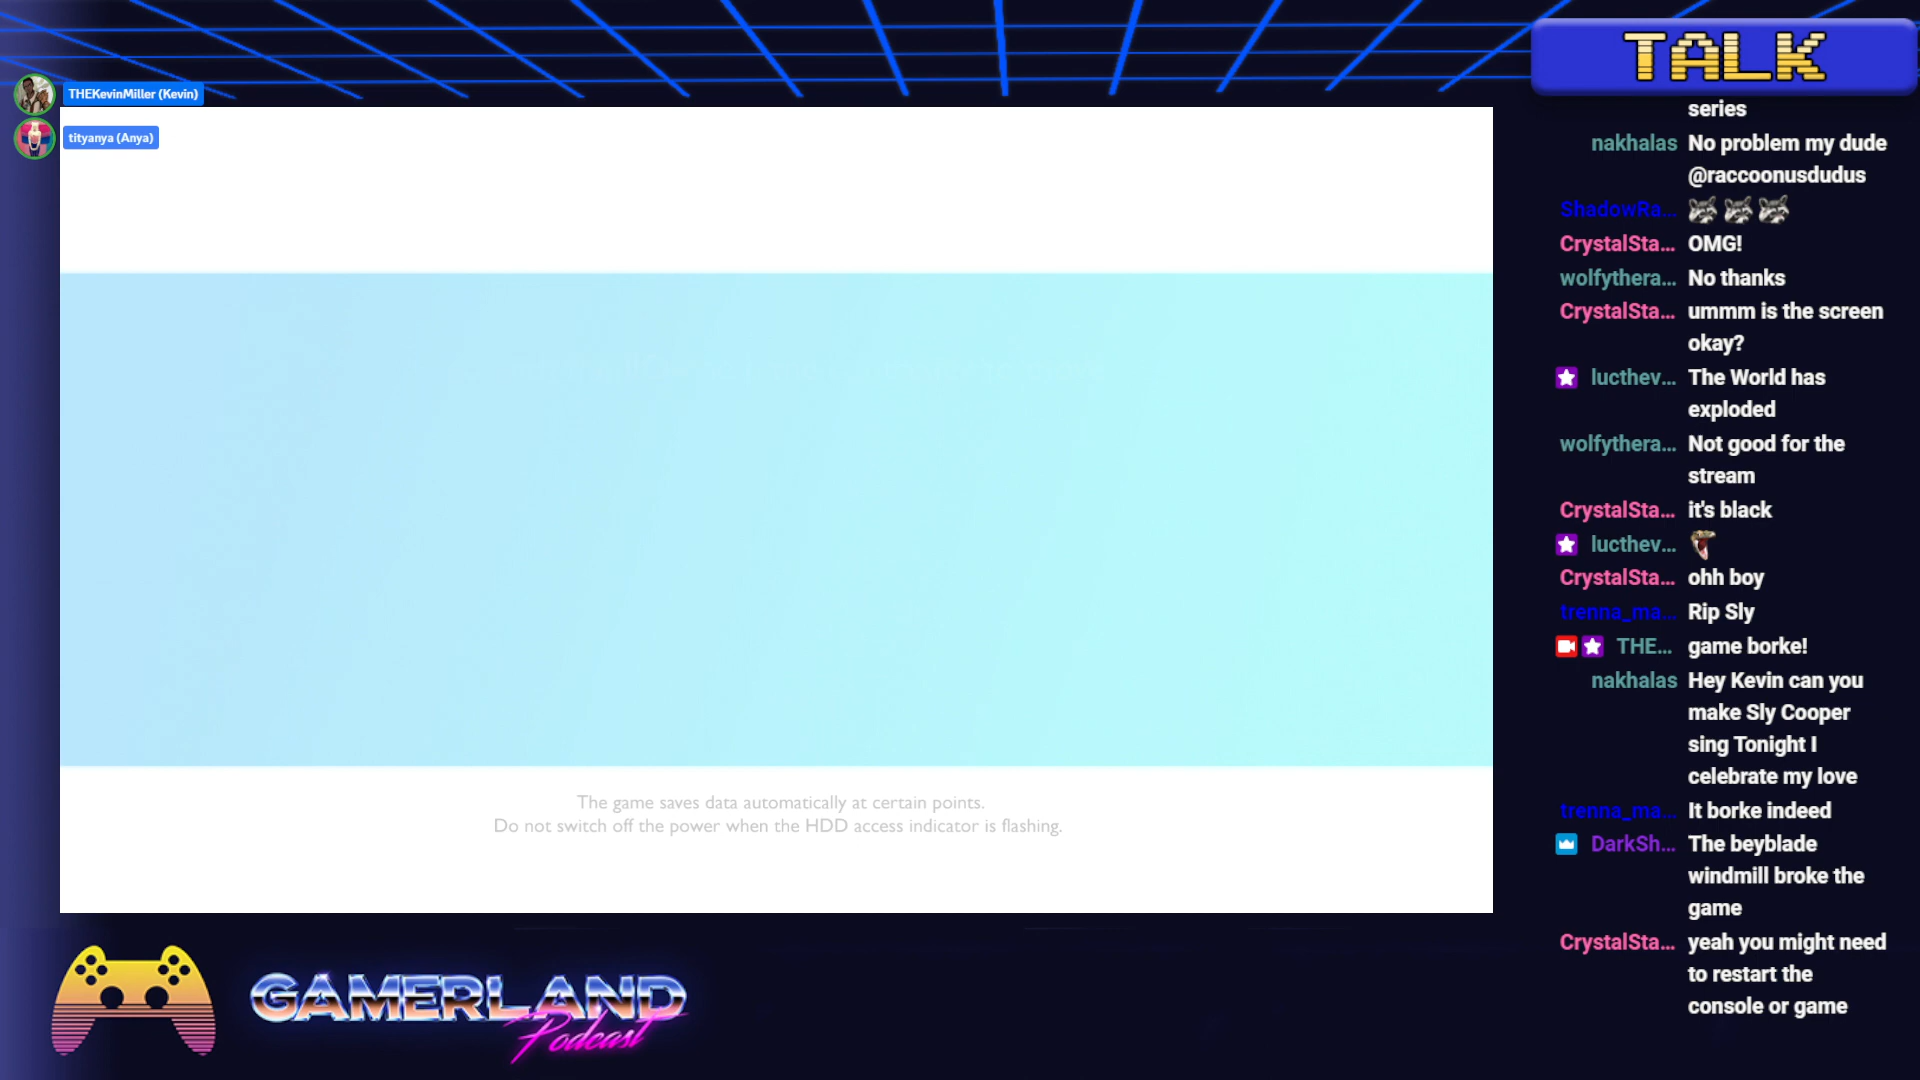 TALK
THEKevinMiller (Kevin)
tityanya (Anya)
series
nakhalas No problem my dude
@raccoonusdudus
ShadowRa...
CrystalSta... OMG!
wolfythera... No thanks
CrystalSta... ummm is the screen
okay?
lucthev... The World has
exploded
wolfythera... Not good for the
stream
CrystalSta... it's black
lucthev...
CrystalSta... ohh boy
trenna_ma... Rip Sly
THE... game borke!
nakhalas Hey Kevin can you
make Sly Cooper
sing Tonight I
celebrate my love
trenna_ma... It borke indeed
DarkSh... The beyblade
windmill broke the
game
CrystalSta... yeah you might need
to restart the
console or game
The game saves data automatically at certain points.
Do not switch off the power when the HDD access indicator is flashing.
GAMERLAND
Podcast